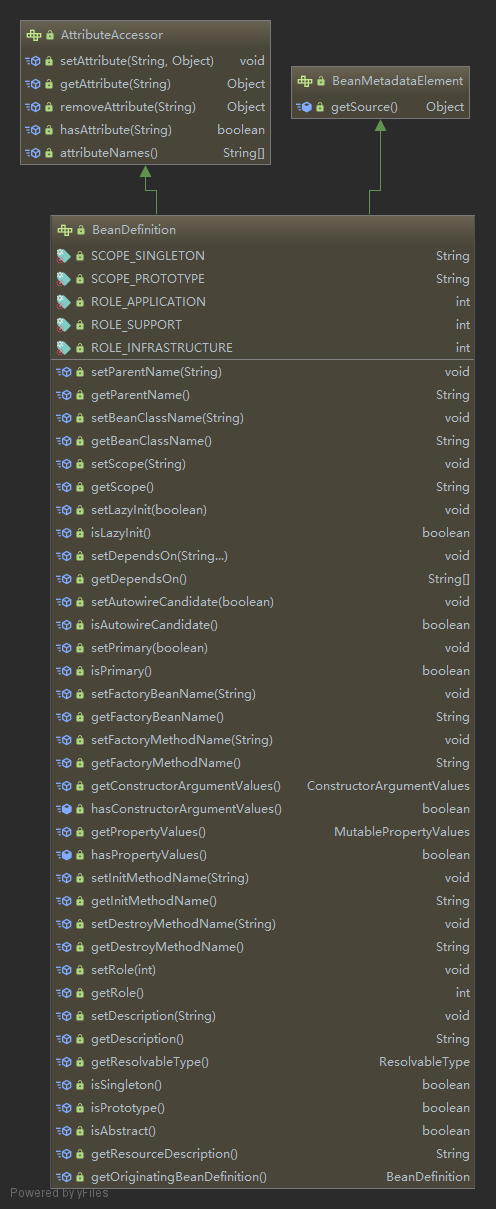 AttributeAccessor
setAttribute(String, Object) void
getAttribute(String) Object
removeAttribute(String) Object
hasAttribute(String) boolean
attributeNames() String[]
BeanMetadataElement
getSource() Object
BeanDefinition
SCOPE_SINGLETON String
SCOPE_PROTOTYPE String
ROLE_APPLICATION int
ROLE_SUPPORT int
ROLE_INFRASTRUCTURE int
setParentName(String) void
getParentName() String
setBeanClassName(String) void
getBeanClassName() String
setScope(String) void
getScope() String
setLazyInit(boolean) void
isLazyInit() boolean
setDependsOn(String...) void
getDependsOn() String[]
setAutowireCandidate(boolean) void
isAutowireCandidate() boolean
setPrimary(boolean) void
isPrimary() boolean
setFactoryBeanName(String) void
getFactoryBeanName() String
setFactoryMethodName(String) void
getFactoryMethodName() String
getConstructorArgumentValues() ConstructorArgumentValues
hasConstructorArgumentValues() boolean
getPropertyValues() MutablePropertyValues
hasPropertyValues() boolean
setInitMethodName(String) void
getInitMethodName() String
setDestroyMethodName(String) void
getDestroyMethodName() String
setRole(int) void
getRole() int
setDescription(String) void
getDescription() String
getResolvableType() ResolvableType
isSingleton() boolean
isPrototype() boolean
isAbstract() boolean
getResourceDescription() String
getOriginatingBeanDefinition() BeanDefinition
Powered by yFiles